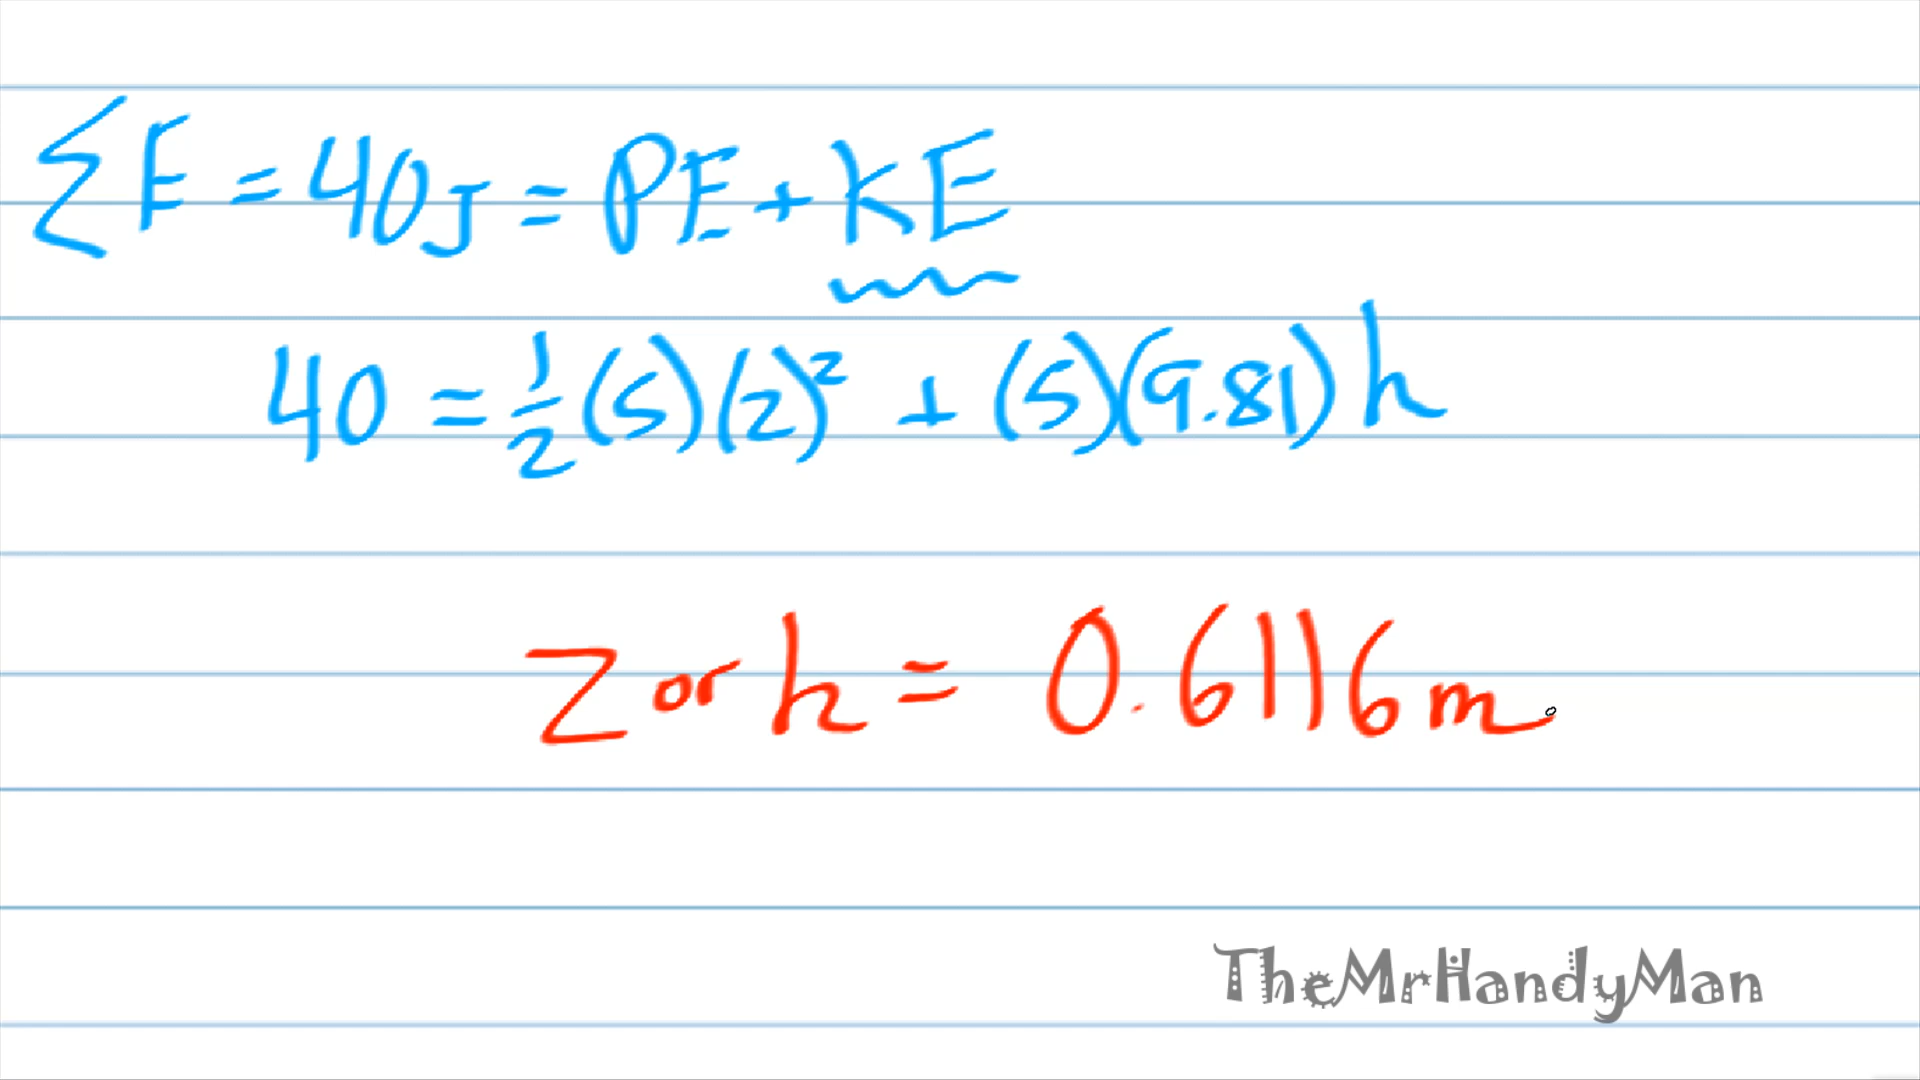 ΣE = 40J = PE + KE
40 = 1/2 (5)(2)² + (5)(9.81)h
Z or h = 0.6116m
TheMrHandyMan